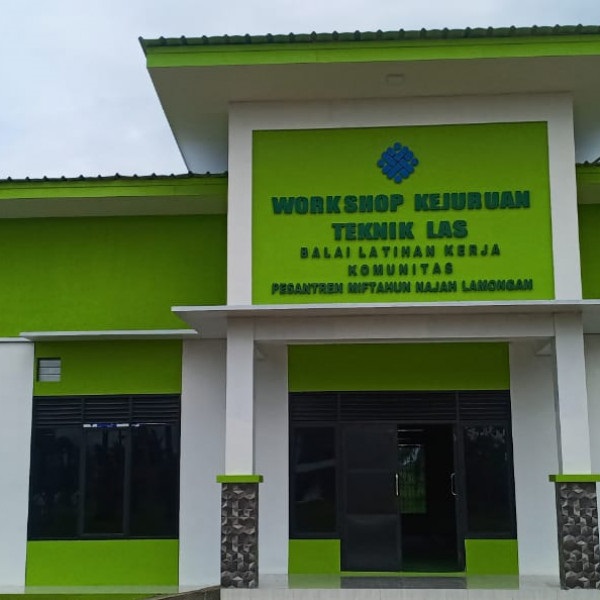 WORKSHOP KEJURUAN
TEKNIK LAS
BALAI LATIHAN KERJA
KOMUNITAS
PESANTREN MIFTAHUN NAJAH LAMONGAN